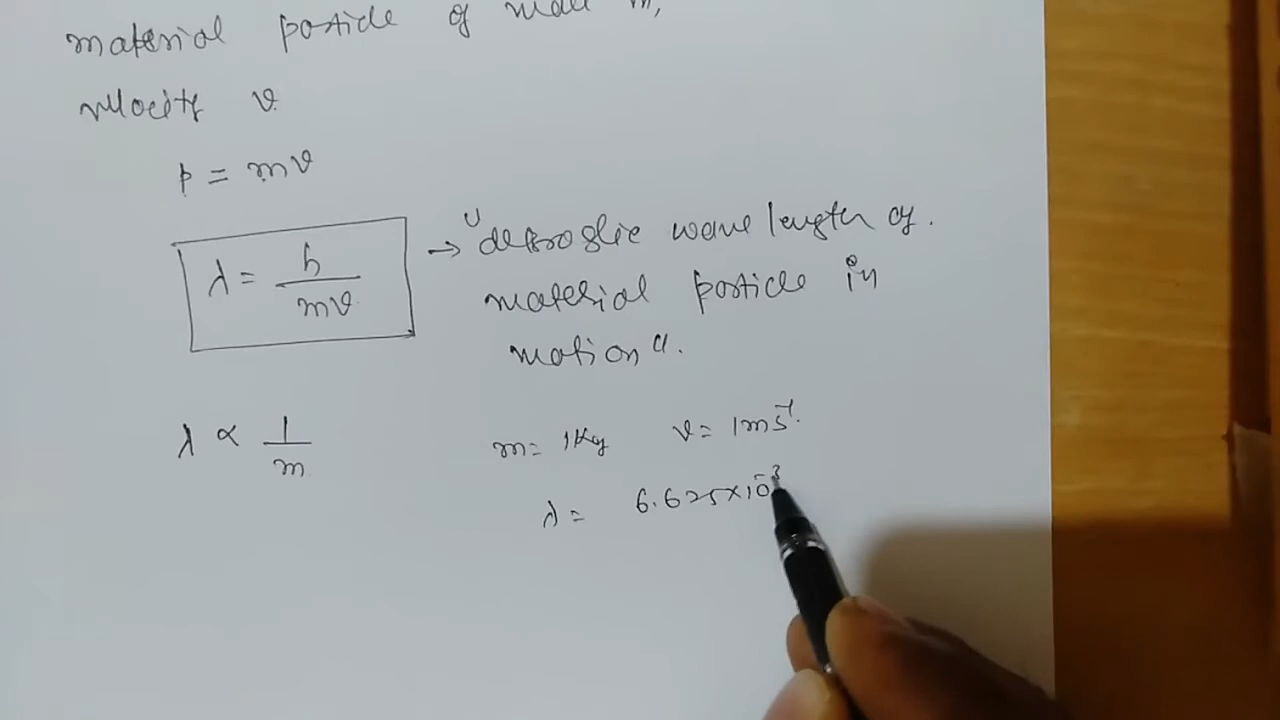 material particle of mass m,
velocity v
p = mv
λ = h / mv → "debroglie wave length of
material particle in
motion".
λ ∝ 1 / m
m = 1Kg v = 1ms⁻¹.
λ = 6.625×10⁻³